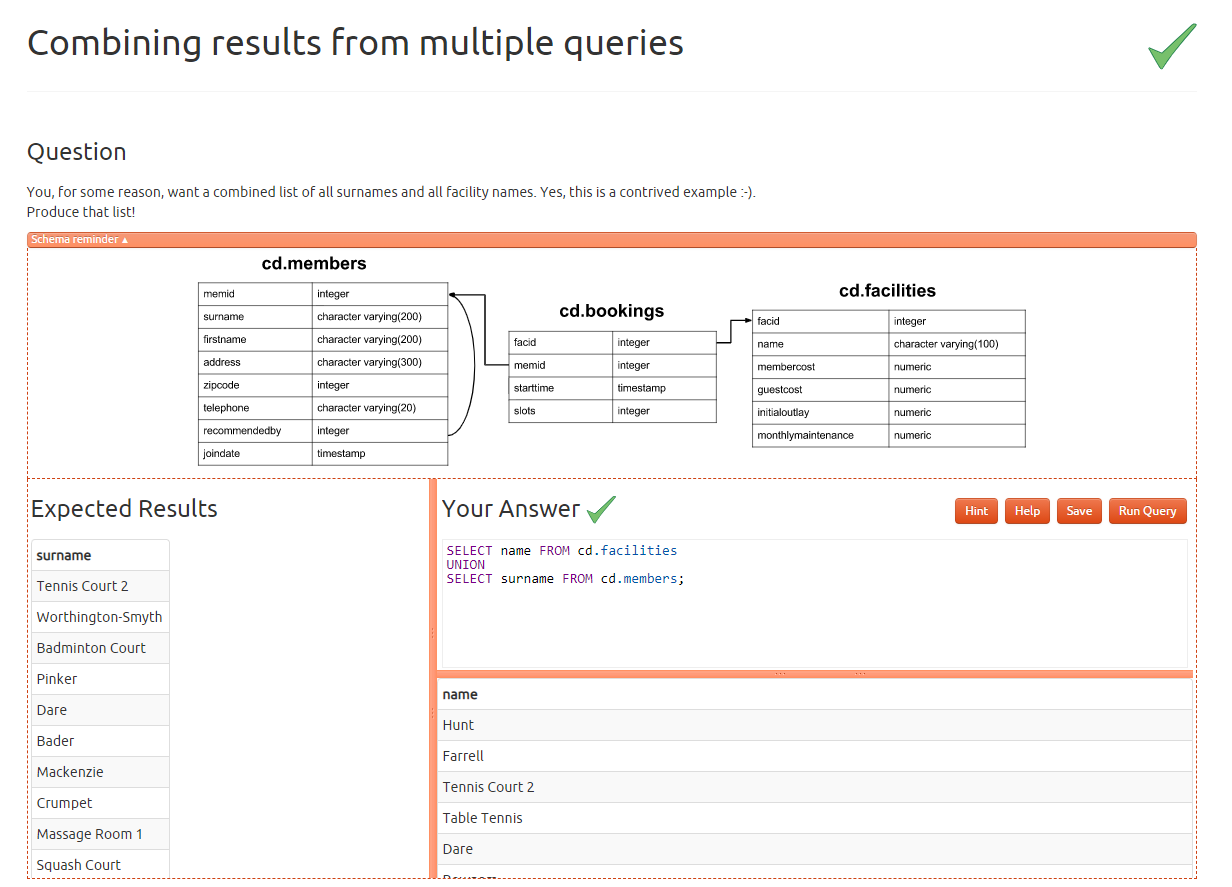 Combining results from multiple queries
Question
You, for some reason, want a combined list of all surnames and all facility names. Yes, this is a contrived example :-).
Produce that list!
Schema reminder ▴
cd.members
memid integer
surname character varying(200)
firstname character varying(200)
address character varying(300)
zipcode integer
telephone character varying(20)
recommendedby integer
joindate timestamp
cd.bookings
facid integer
memid integer
starttime timestamp
slots integer
cd.facilities
facid integer
name character varying(100)
membercost numeric
guestcost numeric
initialoutlay numeric
monthlymaintenance numeric
Expected Results
surname
Tennis Court 2
Worthington-Smyth
Badminton Court
Pinker
Dare
Bader
Mackenzie
Crumpet
Massage Room 1
Squash Court
Your Answer
Hint Help Save Run Query
SELECT name FROM cd.facilities
UNION
SELECT surname FROM cd.members;
name
Hunt
Farrell
Tennis Court 2
Table Tennis
Dare